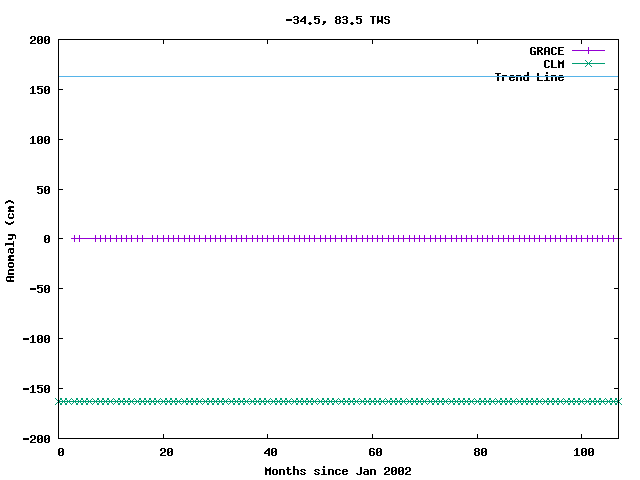 -34.5, 83.5 TWS
200
150
100
50
0
-50
-100
-150
-200
Anomaly (cm)
GRACE
CLM
Trend Line
0 20 40 60 80 100
Months since Jan 2002